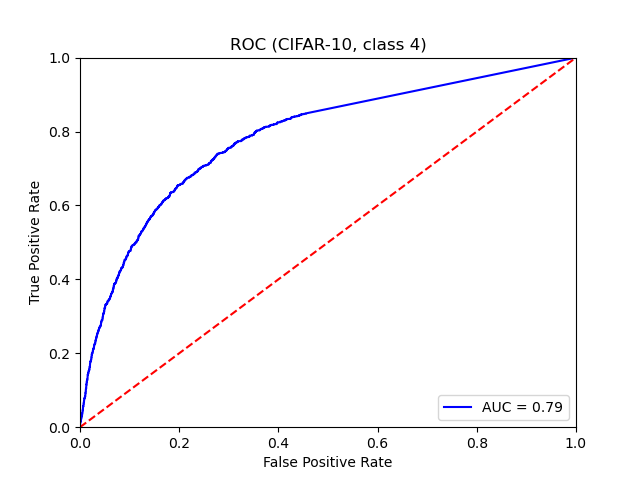 ROC (CIFAR-10, class 4)
1.0
0.8
0.6
0.4
0.2
0.0
True Positive Rate
AUC = 0.79
0.0 0.2 0.4 0.6 0.8 1.0
False Positive Rate